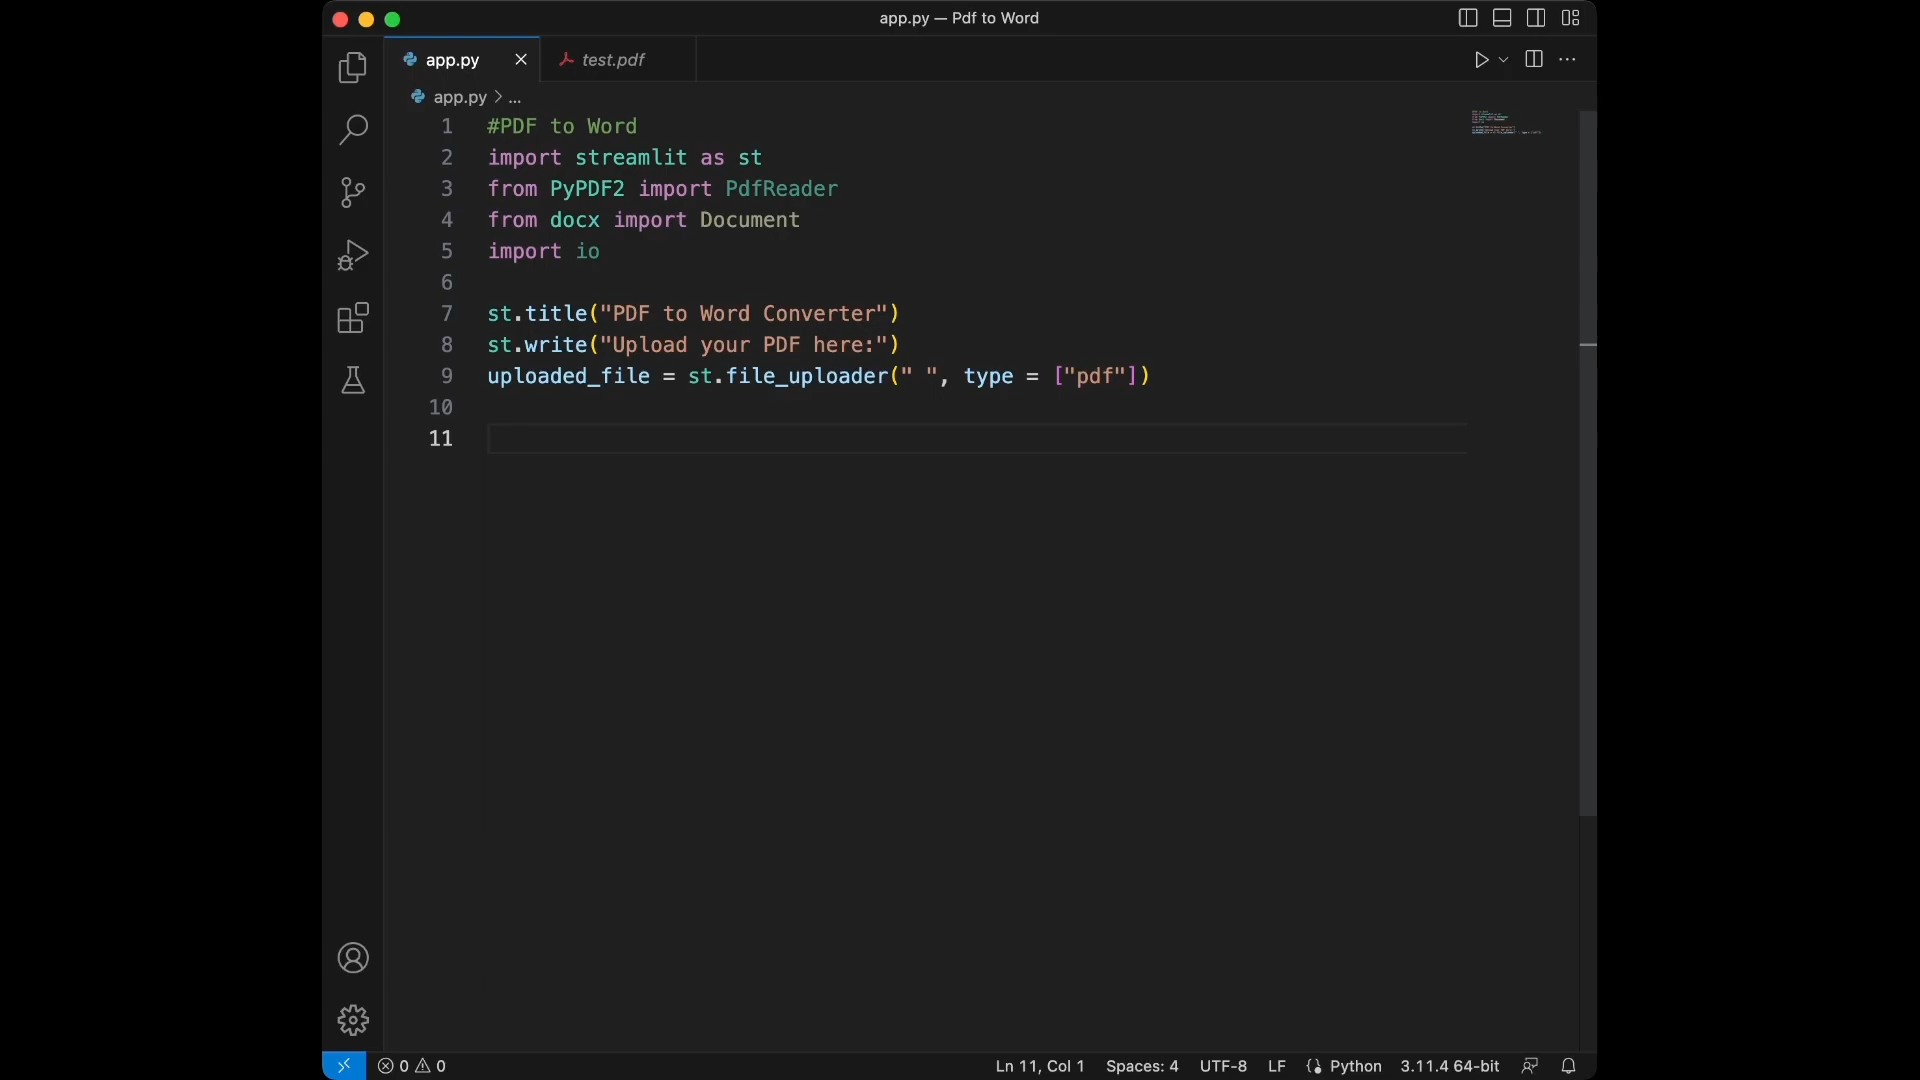 app.py — Pdf to Word
app.py
test.pdf
app.py > ...
1 #PDF to Word
2 import streamlit as st
3 from PyPDF2 import PdfReader
4 from docx import Document
5 import io
6
7 st.title("PDF to Word Converter")
8 st.write("Upload your PDF here:")
9 uploaded_file = st.file_uploader(" ", type = ["pdf"])
10
11
0 0 Ln 11, Col 1 Spaces: 4 UTF-8 LF Python 3.11.4 64-bit